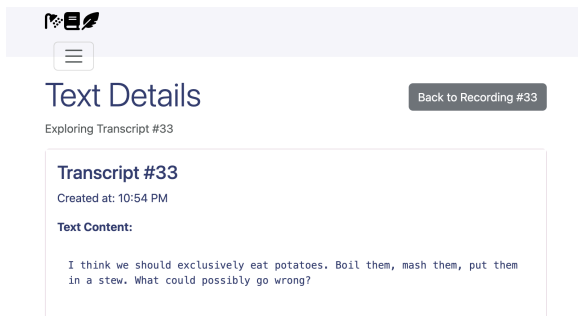 Text Details
Back to Recording #33
Exploring Transcript #33
Transcript #33
Created at: 10:54 PM
Text Content:
I think we should exclusively eat potatoes. Boil them, mash them, put them
in a stew. What could possibly go wrong?